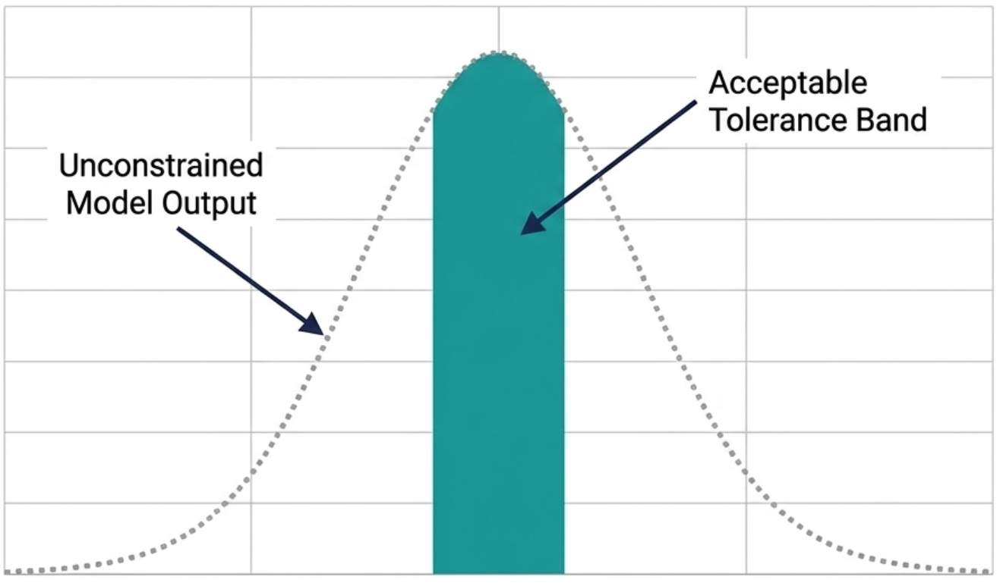 Unconstrained
Model Output
Acceptable
Tolerance Band